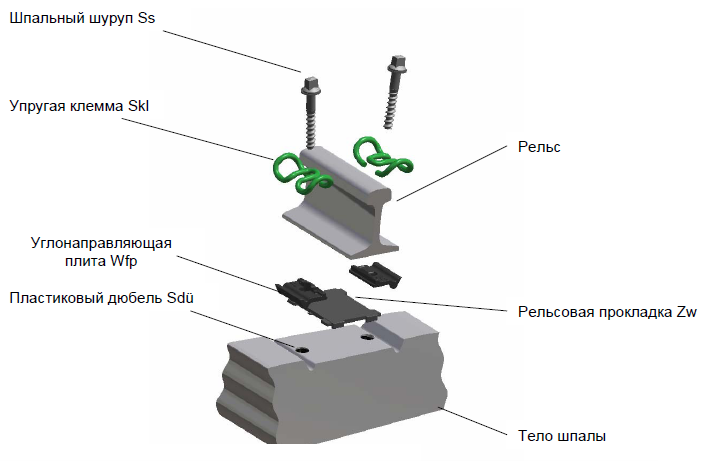 Шпальный шуруп Ss
Упругая клемма Skl
Рельс
Углонаправляющая
плита Wfp
Пластиковый дюбель Sdü
Рельсовая прокладка Zw
Тело шпалы